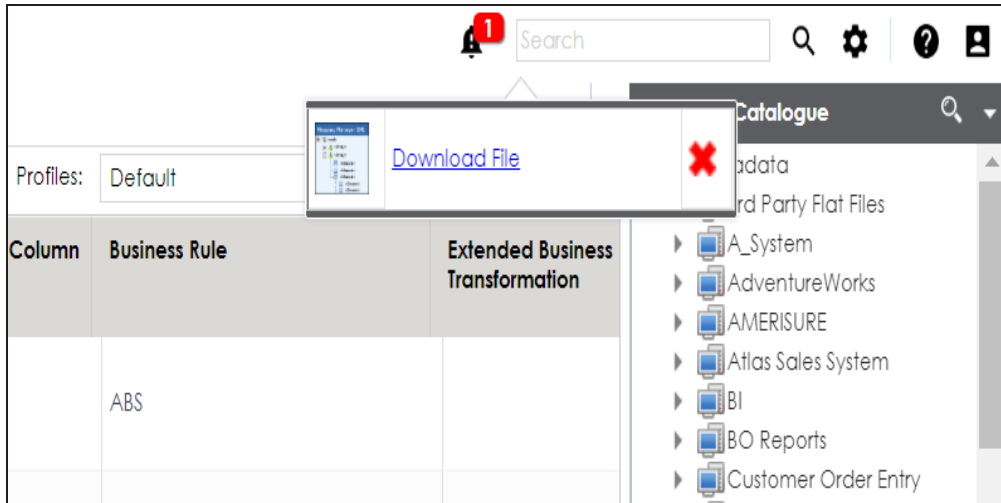 1
Search
Catalogue
Download File
adata
Profiles:
Default
rd Party Flat Files
Column
Business Rule
Extended Business
Transformation
A_System
AdventureWorks
AMERISURE
Atlas Sales System
ABS
BI
BO Reports
Customer Order Entry